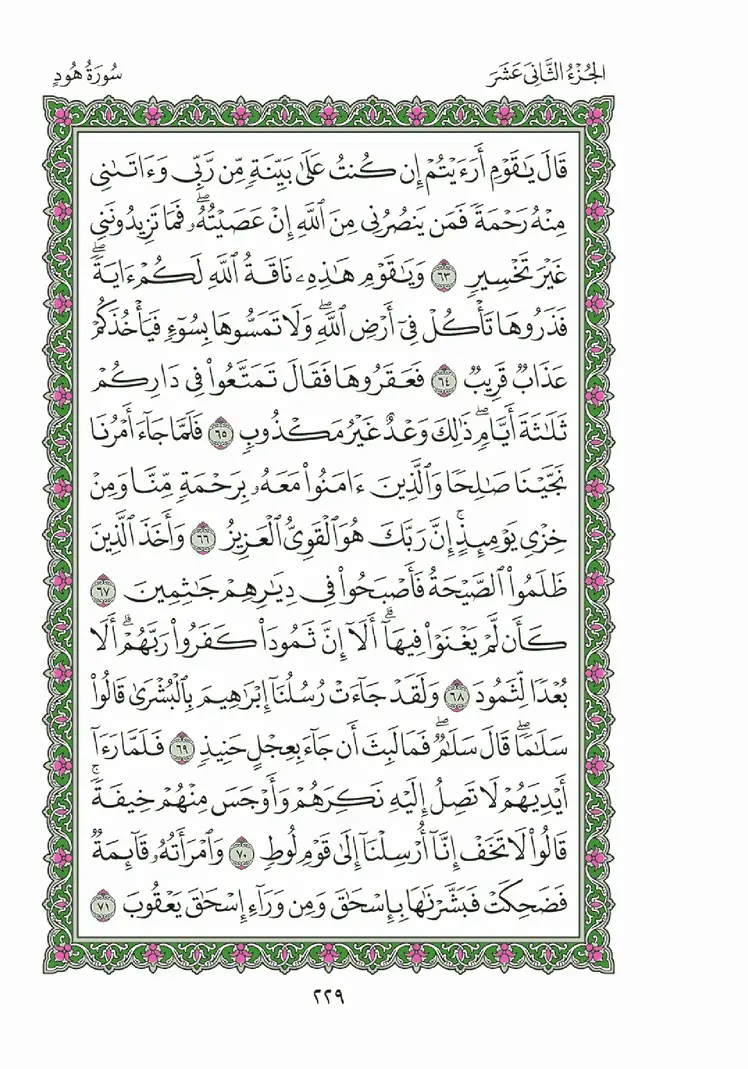 الجُزْءُ الثَّانِيَ عَشَرَ
سُورَةُ هُودٍ
قَالَ يَٰقَوْمِ أَرَءَيْتُمْ إِن كُنتُ عَلَىٰ بَيِّنَةٍ مِّن رَّبِّي وَءَاتَىٰنِي
مِنْهُ رَحْمَةً فَمَن يَنصُرُنِي مِنَ ٱللَّهِ إِنْ عَصَيْتُهُۥۖ فَمَا تَزِيدُونَنِي
غَيْرَ تَخْسِيرٍ ٦٣ وَيَٰقَوْمِ هَٰذِهِۦ نَاقَةُ ٱللَّهِ لَكُمْ ءَايَةًۖ
فَذَرُوهَا تَأْكُلْ فِيٓ أَرْضِ ٱللَّهِۖ وَلَا تَمَسُّوهَا بِسُوٓءٍ فَيَأْخُذَكُمْ
عَذَابٌ قَرِيبٌ ٦٤ فَعَقَرُوهَا فَقَالَ تَمَتَّعُوا۟ فِي دَارِكُمْ
ثَلَٰثَةَ أَيَّامٍۖ ذَٰلِكَ وَعْدٌ غَيْرُ مَكْذُوبٍ ٦٥ فَلَمَّا جَآءَ أَمْرُنَا
نَجَّيْنَا صَٰلِحًا وَٱلَّذِينَ ءَامَنُوا۟ مَعَهُۥ بِرَحْمَةٍ مِّنَّا وَمِنْ
خِزْيِ يَوْمِئِذٍۚ إِنَّ رَبَّكَ هُوَ ٱلْقَوِيُّ ٱلْعَزِيزُ ٦٦ وَأَخَذَ ٱلَّذِينَ
ظَلَمُوا۟ ٱلصَّيْحَةُ فَأَصْبَحُوا۟ فِي دِيَٰرِهِمْ جَٰثِمِينَ ٦٧
كَأَن لَّمْ يَغْنَوْا۟ فِيهَآۗ أَلَآ إِنَّ ثَمُودَا۟ كَفَرُوا۟ رَبَّهُمْۗ أَلَا
بُعْدًا لِّثَمُودَ ٦٨ وَلَقَدْ جَآءَتْ رُسُلُنَآ إِبْرَٰهِيمَ بِٱلْبُشْرَىٰ قَالُوا۟
سَلَٰمًاۖ قَالَ سَلَٰمٌۖ فَمَا لَبِثَ أَن جَآءَ بِعِجْلٍ حَنِيذٍ ٦٩ فَلَمَّا رَءَآ
أَيْدِيَهُمْ لَا تَصِلُ إِلَيْهِ نَكِرَهُمْ وَأَوْجَسَ مِنْهُمْ خِيفَةًۚ
قَالُوا۟ لَا تَخَفْ إِنَّآ أُرْسِلْنَآ إِلَىٰ قَوْمِ لُوطٍ ٧٠ وَٱمْرَأَتُهُۥ قَآئِمَةٌ
فَضَحِكَتْ فَبَشَّرْنَٰهَا بِإِسْحَٰقَ وَمِن وَرَآءِ إِسْحَٰقَ يَعْقُوبَ ٧١
٢٢٩